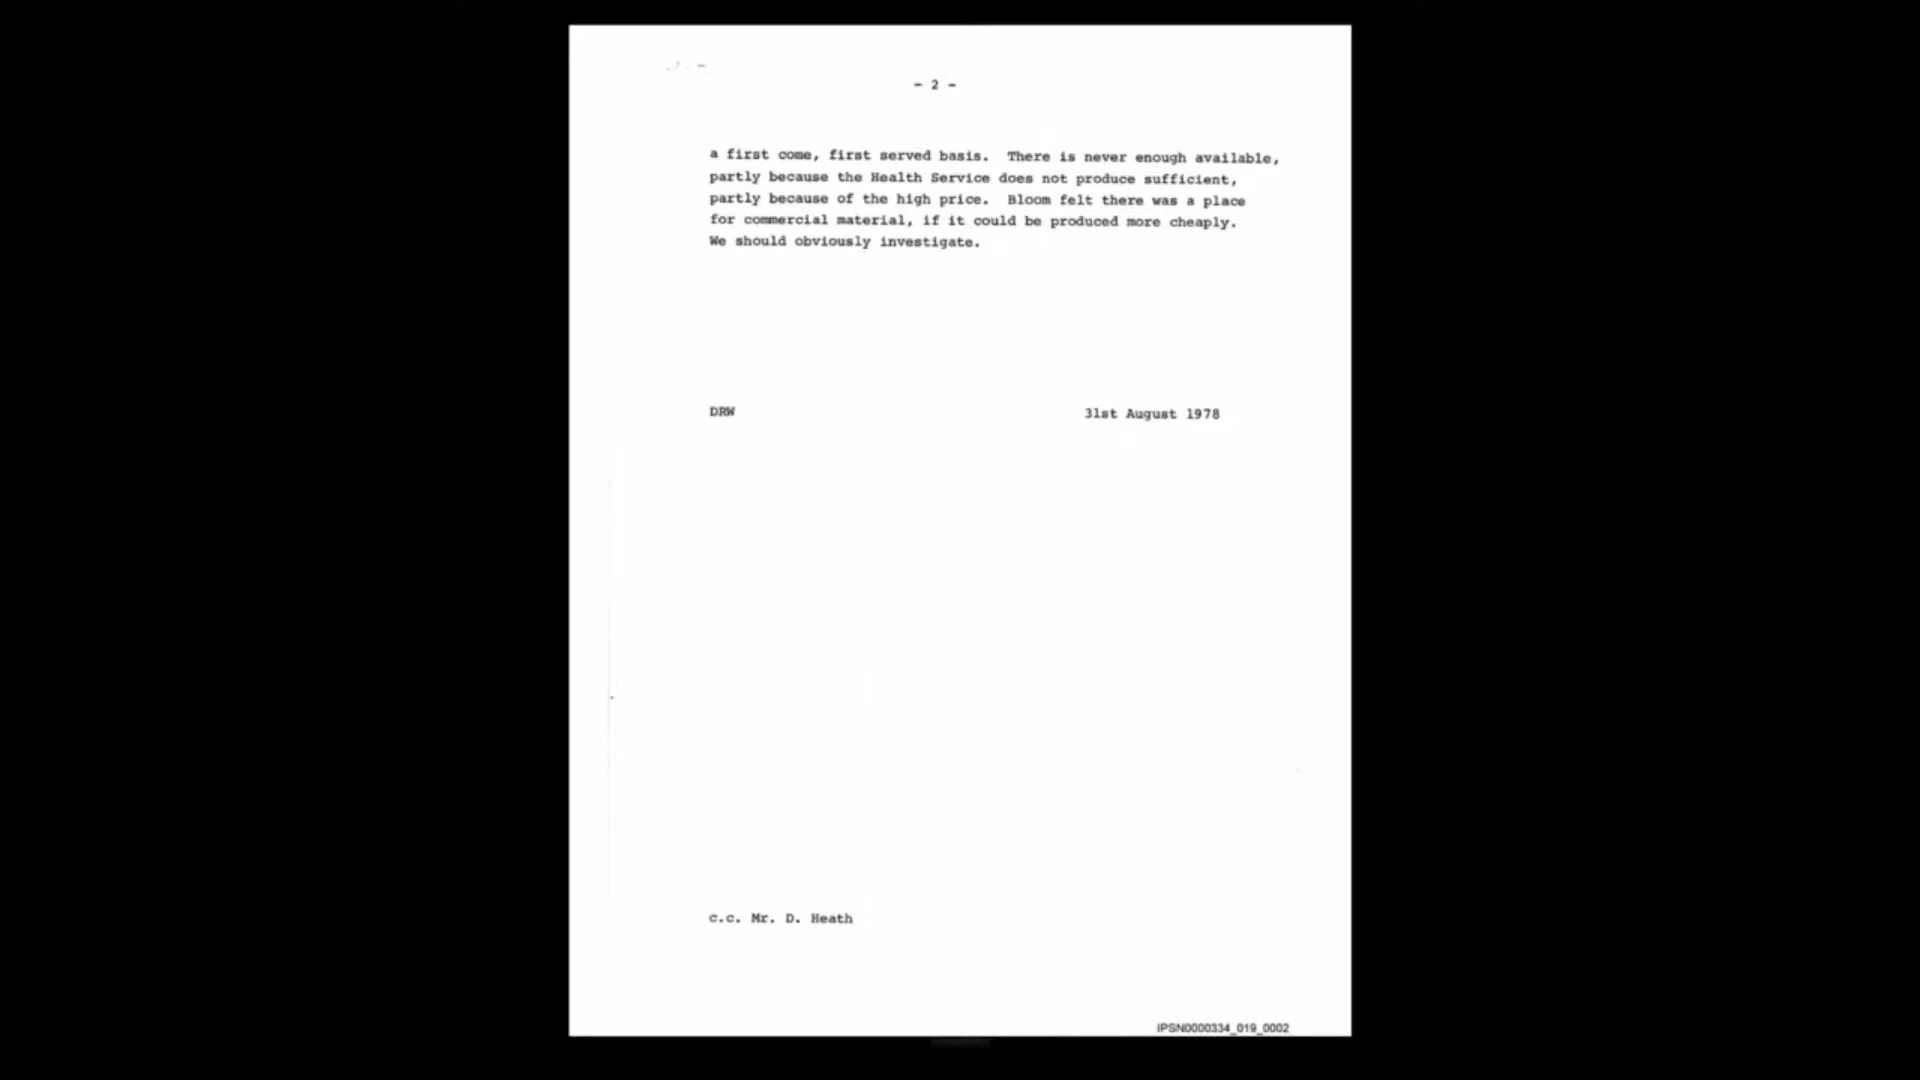 - 2 -
a first come, first served basis. There is never enough available,
partly because the Health Service does not produce sufficient,
partly because of the high price. Bloom felt there was a place
for commercial material, if it could be produced more cheaply.
We should obviously investigate.
DRW 31st August 1978
c.c. Mr. D. Heath
IPSN0000334_019_0002